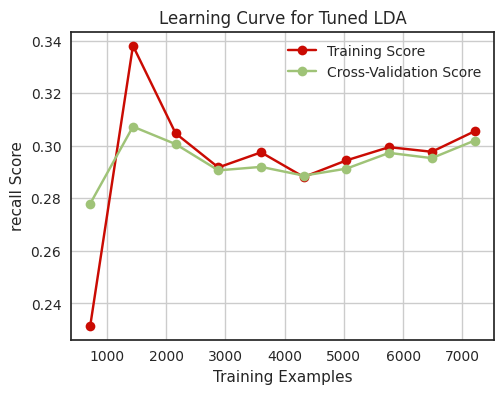 Learning Curve for Tuned LDA
Training Score
Cross-Validation Score
recall Score
0.34
0.32
0.30
0.28
0.26
0.24
1000 2000 3000 4000 5000 6000 7000
Training Examples